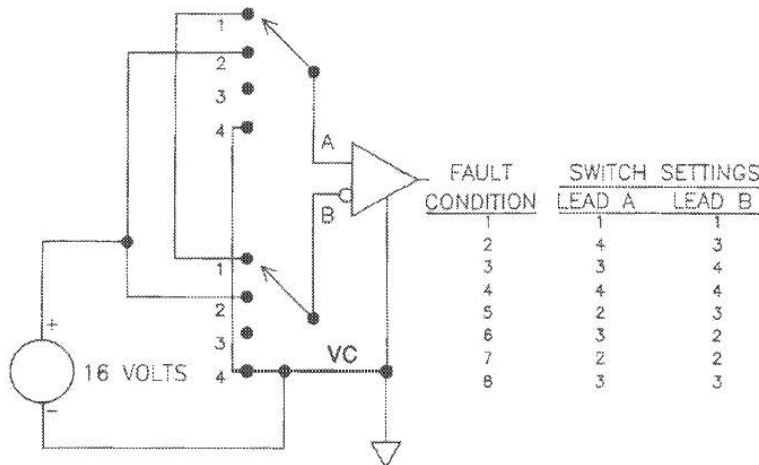 1
2
3
4
A
B
1
2
3
4
VC
+
16 VOLTS
-
FAULT SWITCH SETTINGS
CONDITION LEAD A LEAD B
1 1 1
2 4 3
3 3 4
4 4 4
5 2 3
6 3 2
7 2 2
8 3 3